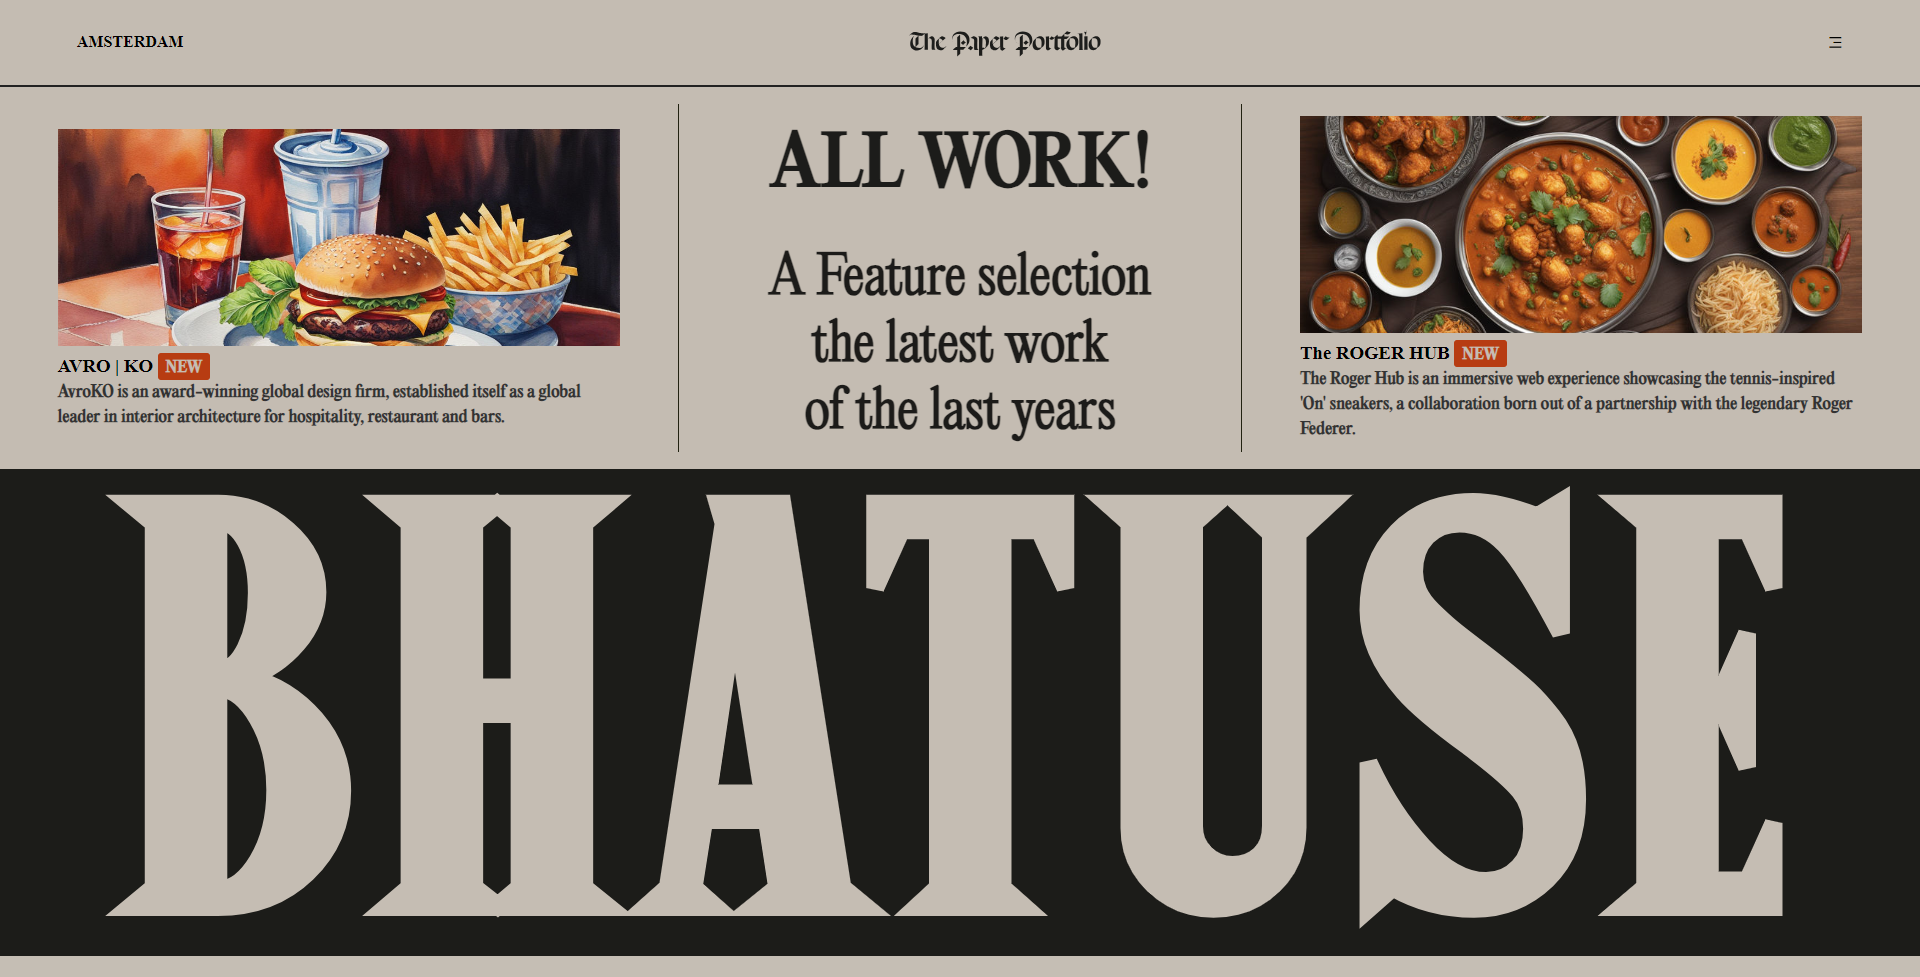 AMSTERDAM
The Paper Portfolio
AVRO | KO NEW
AvroKO is an award-winning global design firm, established itself as a global
leader in interior architecture for hospitality, restaurant and bars.
ALL WORK!
A Feature selection
the latest work
of the last years
The ROGER HUB NEW
The Roger Hub is an immersive web experience showcasing the tennis-inspired
'On' sneakers, a collaboration born out of a partnership with the legendary Roger
Federer.
BHATUSE